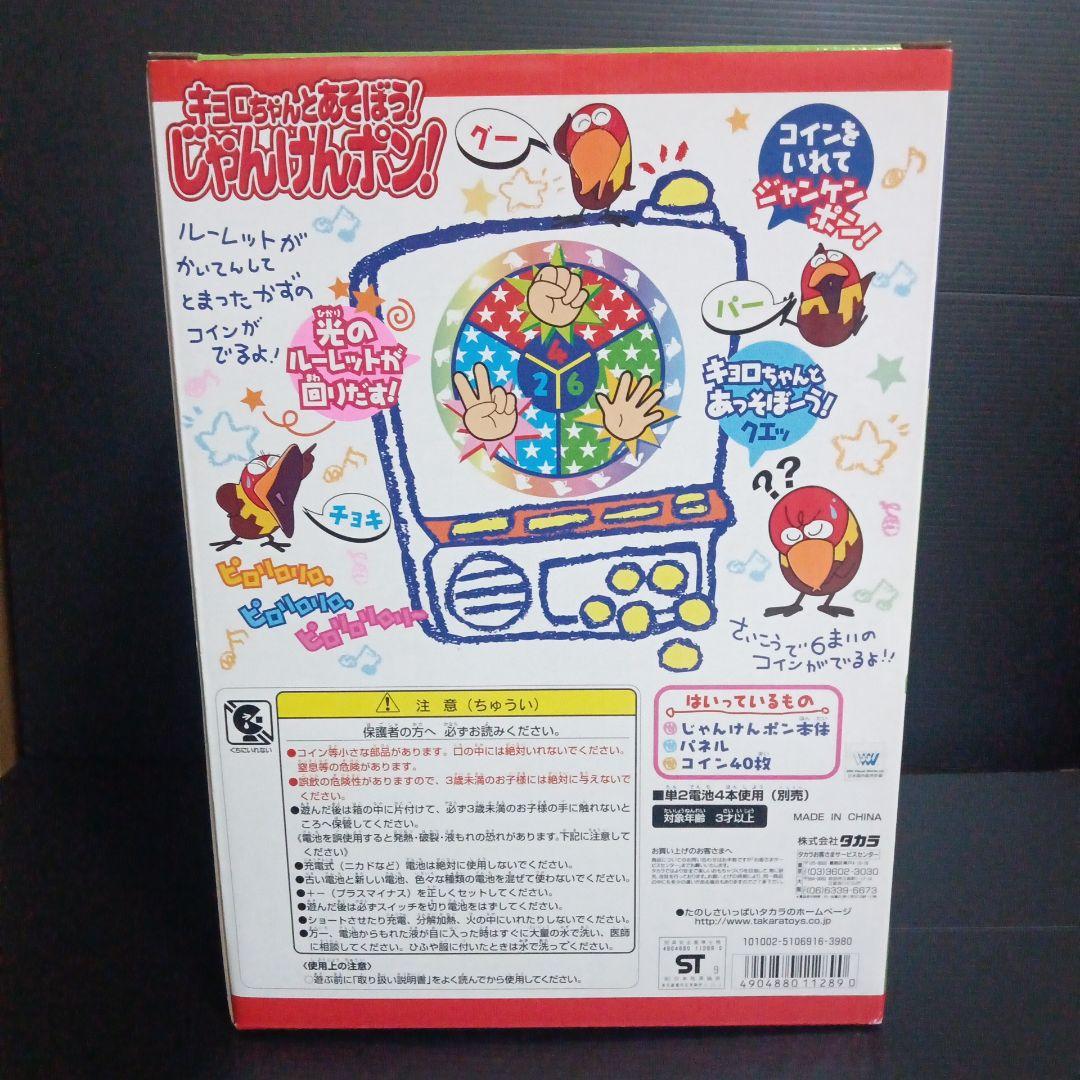 キョロちゃんとあそぼう!
じゃんけんポン!
グー
コインを
いれて
ジャンケン
ポン!
ルーレットが
かいてんして
とまったかずの
コインが
でるよ!
ひかり
光の
ルーレットが
まわ
回りだす!
4
2 6
パー
キョロちゃんと
あっそぼーう!
クエッ
??
チョキ
ピロリロリロ、
ピロリロリロ、
ピロリロリロリー
さいこうで6まいの
コインがでるよ!!
くちにいれない
注意(ちゅうい)
保護者の方へ 必ずお読みください。
●コイン等小さな部品があります。口の中には絶対いれないでください。
窒息等の危険があります。
●誤飲の危険性がありますので、3歳未満のお子様には絶対に与えないで
ください。
●遊んだ後は箱の中に片付けて、必ず3歳未満のお子様の手に触れないと
ころへ保管してください。
《電池を誤使用すると発熱・破裂・液もれの恐れがあります。下記に注意して
ください》
●充電式(ニカドなど)電池は絶対に使用しないでください。
●古い電池と新しい電池、色々な種類の電池を混ぜて使わないでください。
●+−(プラスマイナス)を正しくセットしてください。
●遊んだ後は必ずスイッチを切り電池をはずしてください。
●ショートさせたり充電、分解加熱、火の中にいれたりしないでください。
●万一、電池からもれた液が目に入った時はすぐに大量の水で洗い、医師
に相談してください。ひふや服に付いたときは水で洗ってください。
〈使用上の注意〉
○遊ぶ前に「取り扱い説明書」をよく読んでから使用してください。
はいっているもの
じゃんけんポン本体
パネル
コイン40枚
■単2電池4本使用(別売)
対象年齢 3才以上
MADE IN CHINA
株式会社 タカラ
お買い上げのお客さまへ
タカラお客さまサービスセンター
(03)3602-3030
(06)6339-6673
●たのしさいっぱいタカラのホームページ
http://www.takaratoys.co.jp
ST
9
101002-5106916-3980
4904880 112890